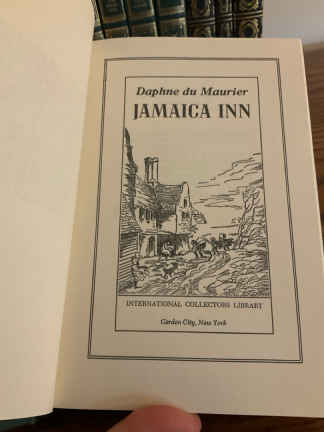 Daphne du Maurier
JAMAICA INN
INTERNATIONAL COLLECTORS LIBRARY
Garden City, New York